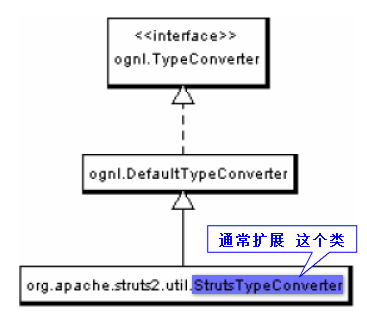 <<interface>>
ognl.TypeConverter
ognl.DefaultTypeConverter
通常扩展 这个类
org.apache.struts2.util.StrutsTypeConverter